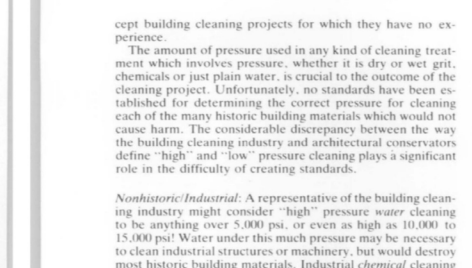 cept building cleaning projects for which they have no ex-
perience.
The amount of pressure used in any kind of cleaning treat-
ment which involves pressure, whether it is dry or wet grit,
chemicals or just plain water, is crucial to the outcome of the
cleaning project. Unfortunately, no standards have been es-
tablished for determining the correct pressure for cleaning
each of the many historic building materials which would not
cause harm. The considerable discrepancy between the way
the building cleaning industry and architectural conservators
define "high" and "low" pressure cleaning plays a significant
role in the difficulty of creating standards.
Nonhistoric/Industrial: A representative of the building clean-
ing industry might consider "high" pressure water cleaning
to be anything over 5,000 psi, or even as high as 10,000 to
15,000 psi! Water under this much pressure may be necessary
to clean industrial structures or machinery, but would destroy
most historic building materials. Industrial chemical cleaning